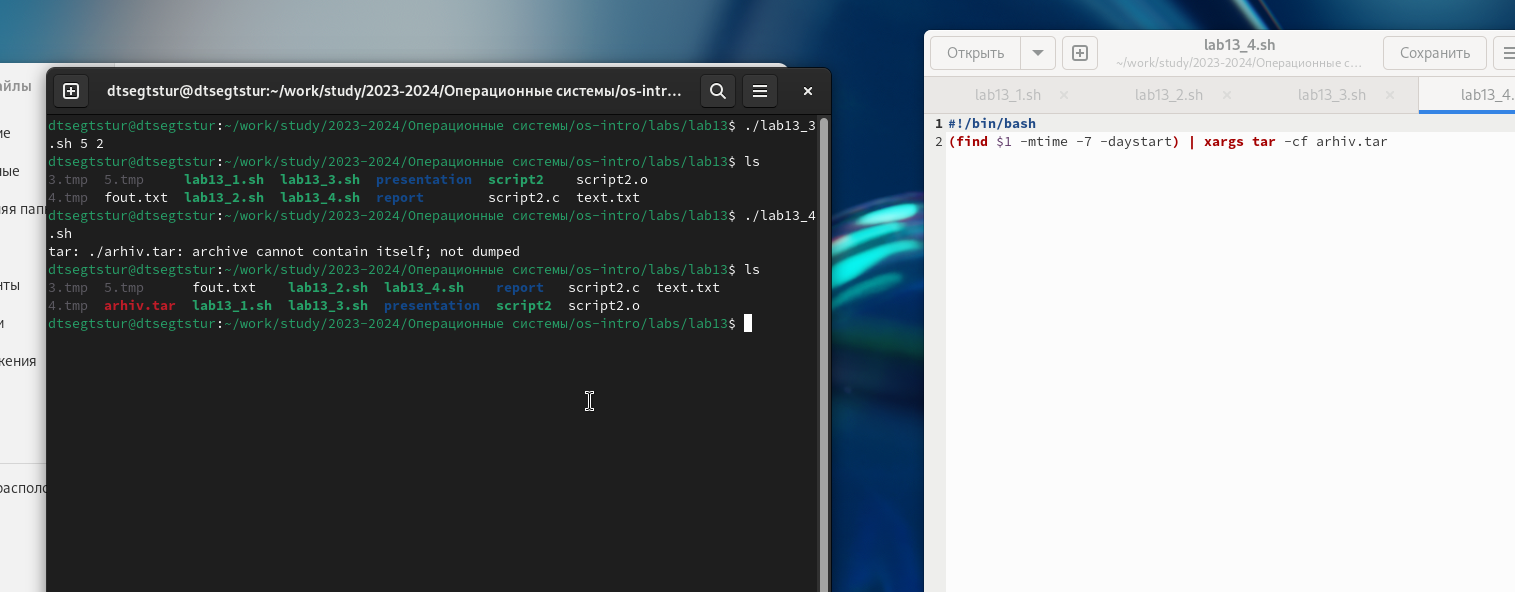 айлы
ие
ные
яя пап
нты
и
жения
располо
dtsegtstur@dtsegtstur:~/work/study/2023-2024/Операционные системы/os-intr…
dtsegtstur@dtsegtstur:~/work/study/2023-2024/Операционные системы/os-intro/labs/lab13$ ./lab13_3
.sh 5 2
dtsegtstur@dtsegtstur:~/work/study/2023-2024/Операционные системы/os-intro/labs/lab13$ ls
3.tmp 5.tmp lab13_1.sh lab13_3.sh presentation script2 script2.o
4.tmp fout.txt lab13_2.sh lab13_4.sh report script2.c text.txt
dtsegtstur@dtsegtstur:~/work/study/2023-2024/Операционные системы/os-intro/labs/lab13$ ./lab13_4
.sh
tar: ./arhiv.tar: archive cannot contain itself; not dumped
dtsegtstur@dtsegtstur:~/work/study/2023-2024/Операционные системы/os-intro/labs/lab13$ ls
3.tmp 5.tmp fout.txt lab13_2.sh lab13_4.sh report script2.c text.txt
4.tmp arhiv.tar lab13_1.sh lab13_3.sh presentation script2 script2.o
dtsegtstur@dtsegtstur:~/work/study/2023-2024/Операционные системы/os-intro/labs/lab13$
Открыть
lab13_4.sh
~/work/study/2023-2024/Операционные с…
Сохранить
lab13_1.sh × lab13_2.sh × lab13_3.sh × lab13_4.
1 #!/bin/bash
2 (find $1 -mtime -7 -daystart) | xargs tar -cf arhiv.tar